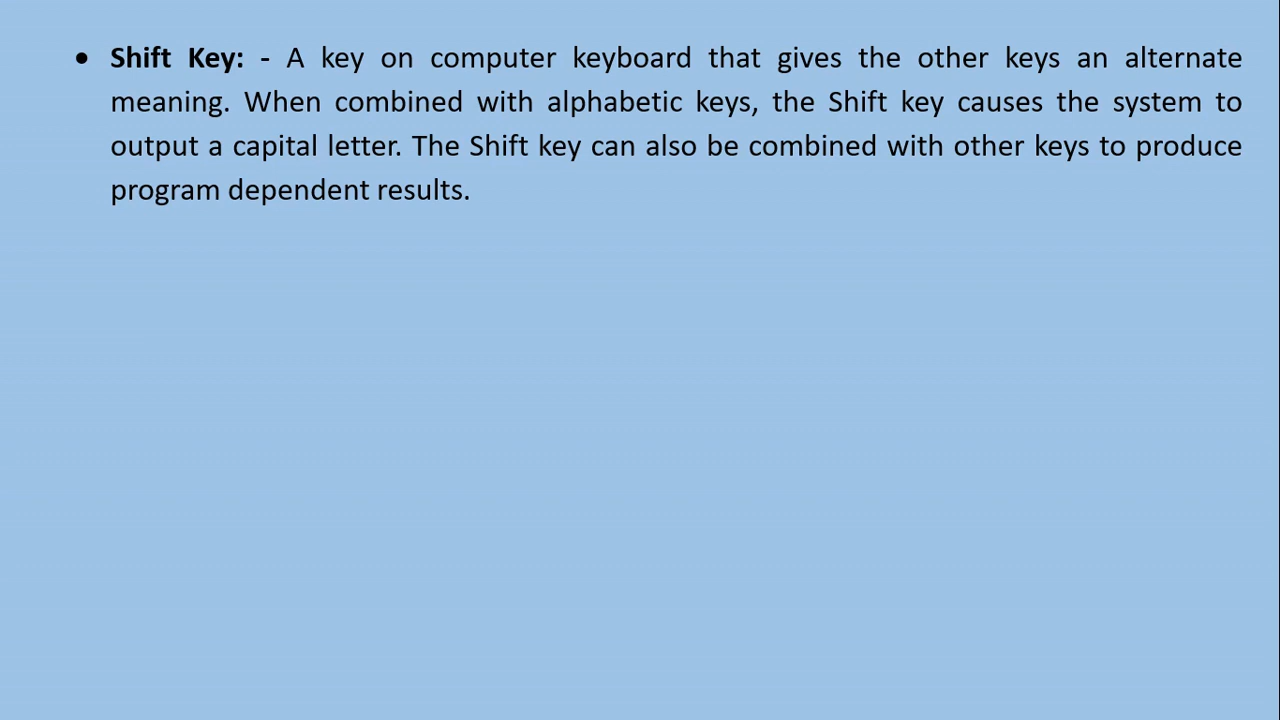 • Shift Key: - A key on computer keyboard that gives the other keys an alternate
meaning. When combined with alphabetic keys, the Shift key causes the system to
output a capital letter. The Shift key can also be combined with other keys to produce
program dependent results.